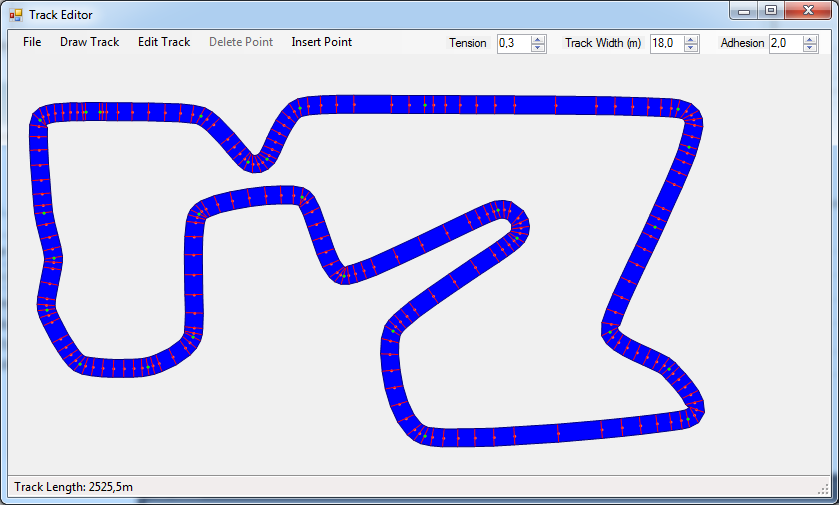 Track Editor
File Draw Track Edit Track Delete Point Insert Point Tension 0,3 Track Width (m) 18,0 Adhesion 2,0
Track Length: 2525,5m